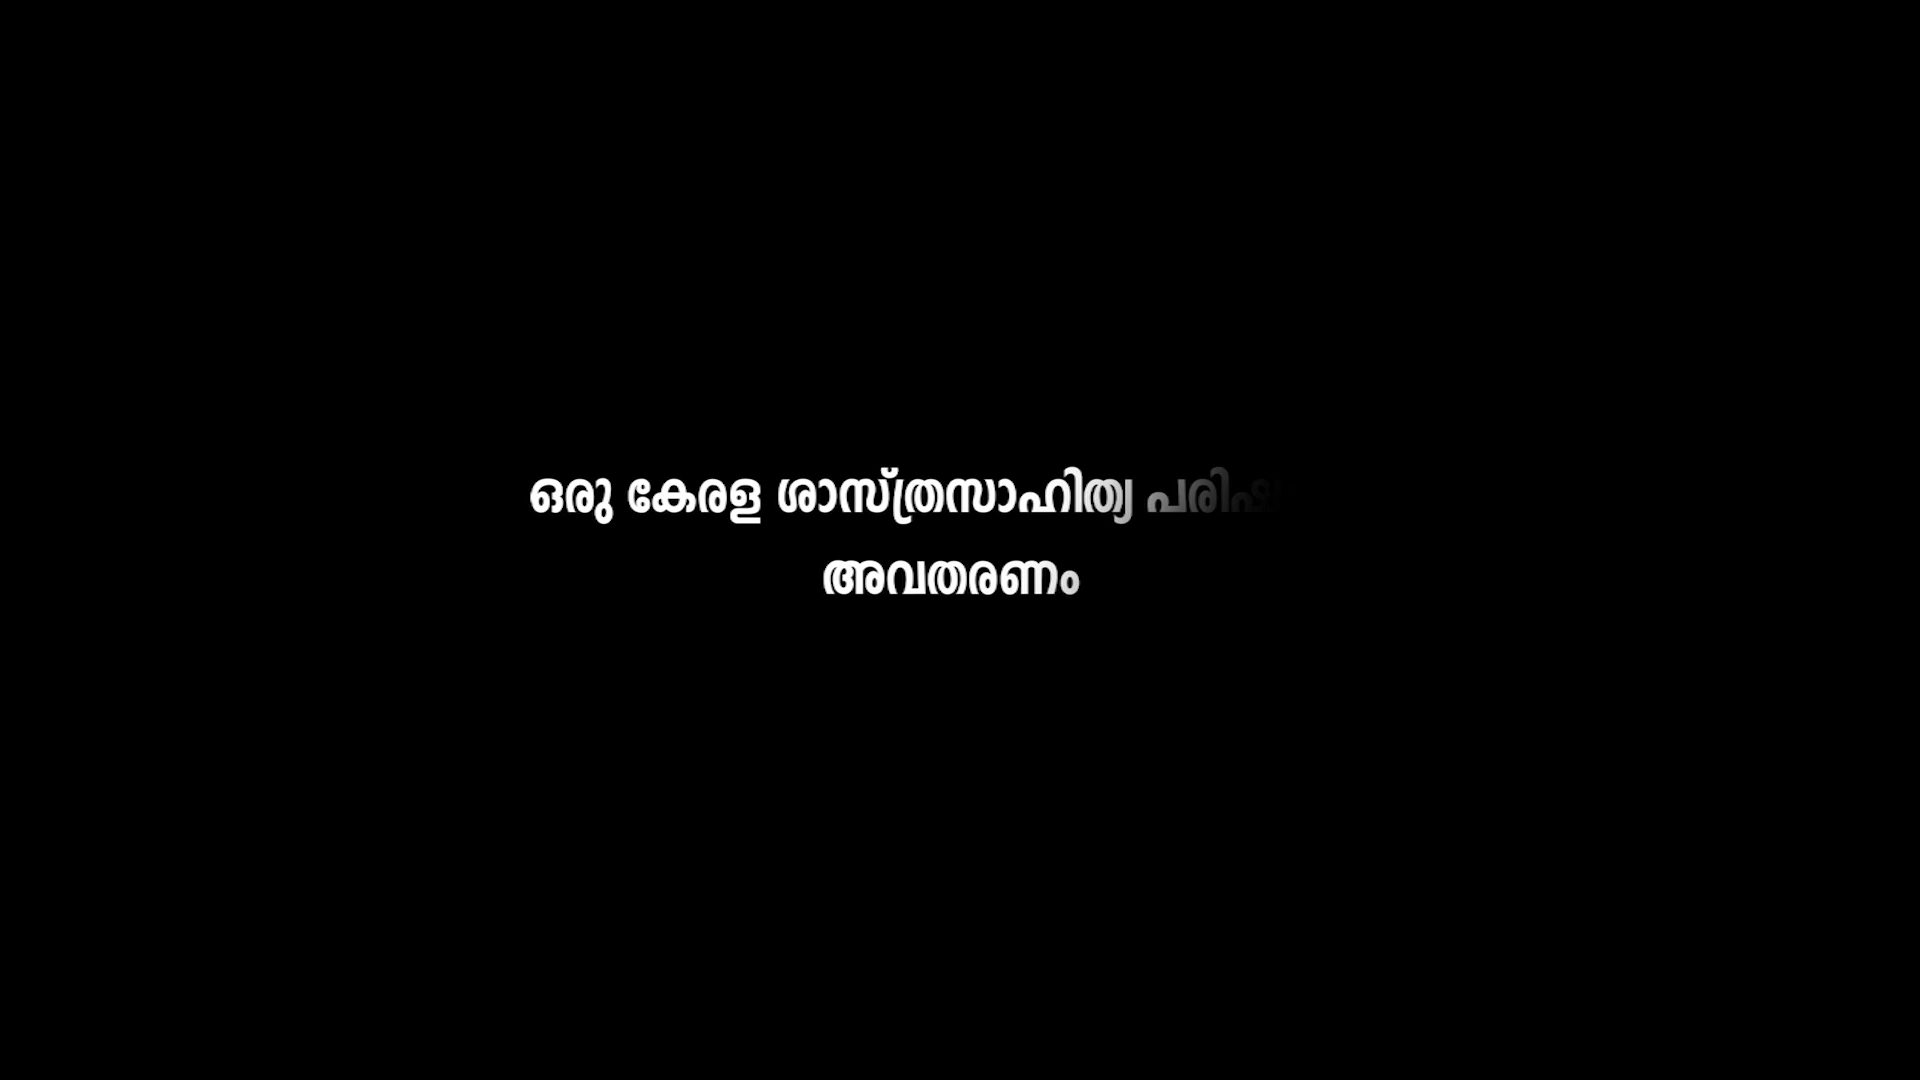 ഒരു കേരള ശാസ്ത്രസാഹിത്യ
അവതരണം